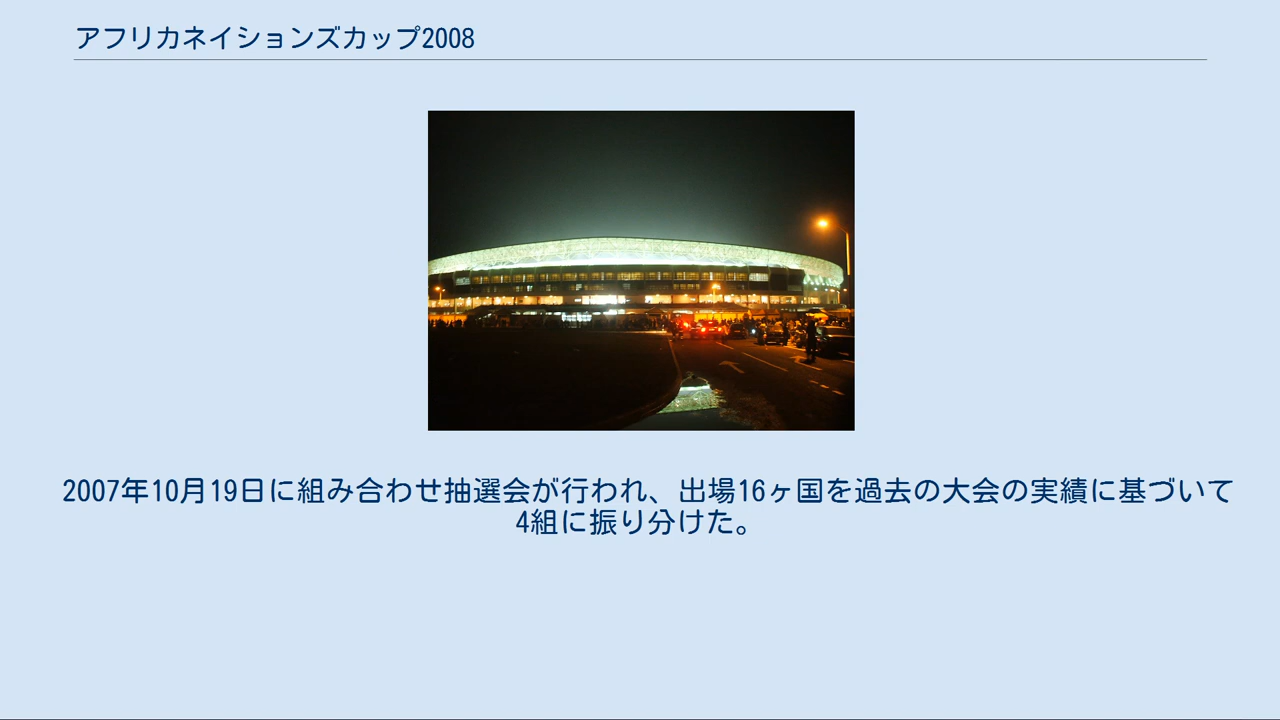 アフリカネイションズカップ2008
2007年10月19日に組み合わせ抽選会が行われ、出場16ヶ国を過去の大会の実績に基づいて
4組に振り分けた。